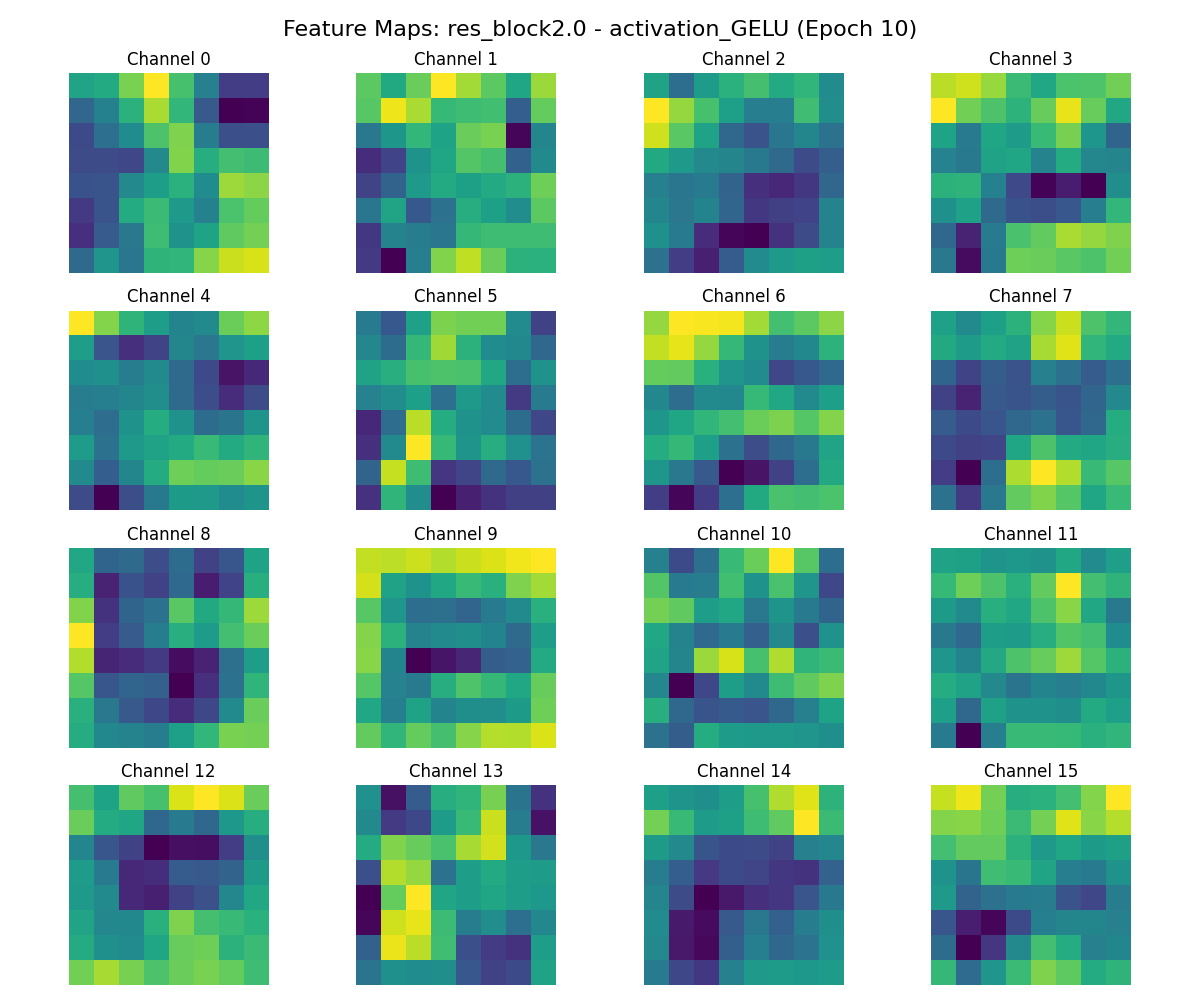 Feature Maps: res_block2.0 - activation_GELU (Epoch 10)
Channel 0 Channel 1 Channel 2 Channel 3
Channel 4 Channel 5 Channel 6 Channel 7
Channel 8 Channel 9 Channel 10 Channel 11
Channel 12 Channel 13 Channel 14 Channel 15